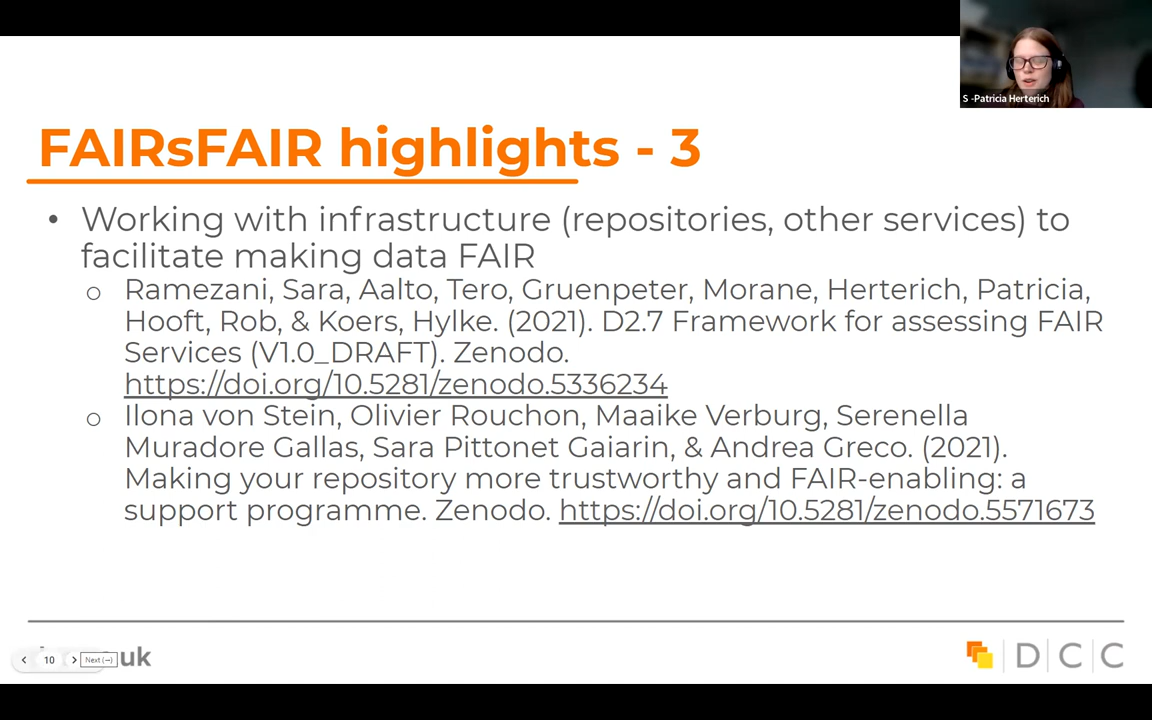 S -Patricia Herterich
FAIRsFAIR highlights - 3
• Working with infrastructure (repositories, other services) to
facilitate making data FAIR
o Ramezani, Sara, Aalto, Tero, Gruenpeter, Morane, Herterich, Patricia,
Hooft, Rob, & Koers, Hylke. (2021). D2.7 Framework for assessing FAIR
Services (V1.0_DRAFT). Zenodo.
https://doi.org/10.5281/zenodo.5336234
o Ilona von Stein, Olivier Rouchon, Maaike Verburg, Serenella
Muradore Gallas, Sara Pittonet Gaiarin, & Andrea Greco. (2021).
Making your repository more trustworthy and FAIR-enabling: a
support programme. Zenodo. https://doi.org/10.5281/zenodo.5571673
10
Next (→)
uk
D|C|C